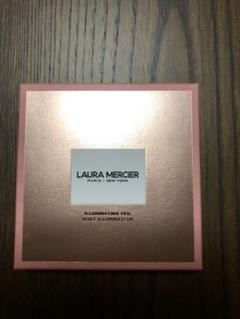 LAURA MERCIER
PARIS | NEW YORK
ILLUMINATING VEIL
VOILE ILLUMINATEUR